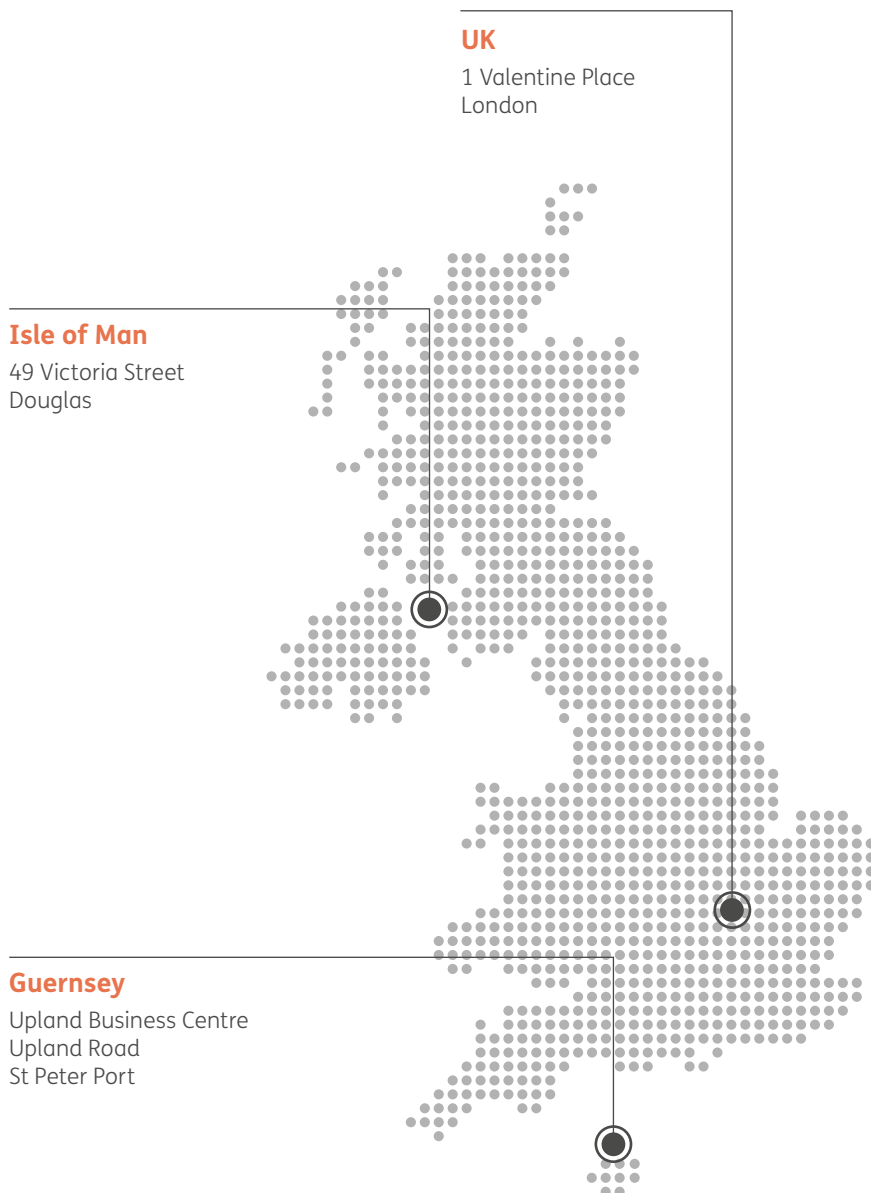 UK
1 Valentine Place
London
Isle of Man
49 Victoria Street
Douglas
Guernsey
Upland Business Centre
Upland Road
St Peter Port